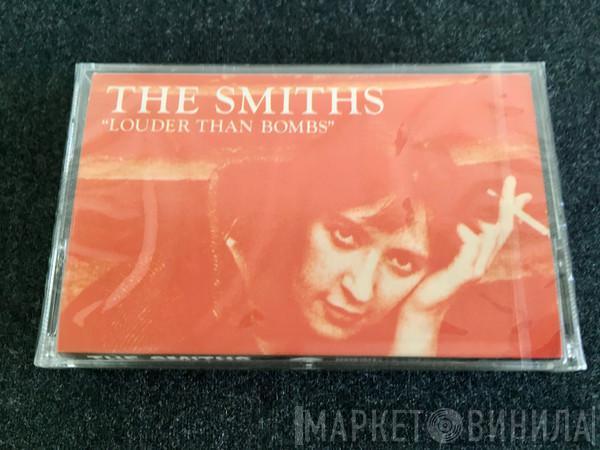 THE SMITHS
“LOUDER THAN BOMBS”
THE SMITHS
МАРКЕТ ВИНИЛА